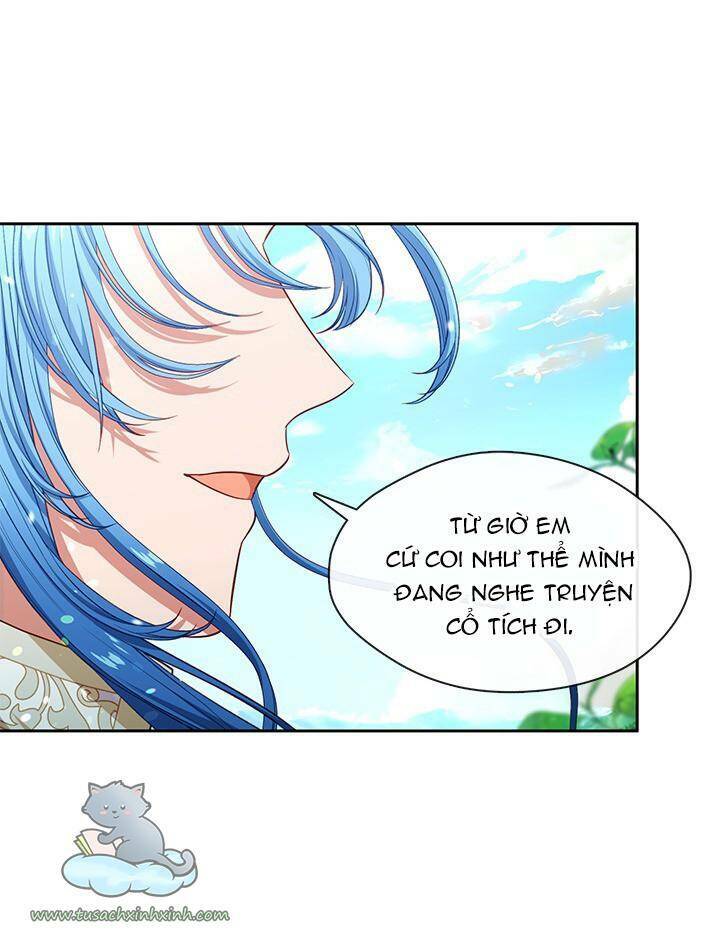 TỪ GIỜ EM
CỨ COI NHƯ THỂ MÌNH
ĐANG NGHE TRUYỆN
CỔ TÍCH ĐI.
www.tusachxinhxinh.com